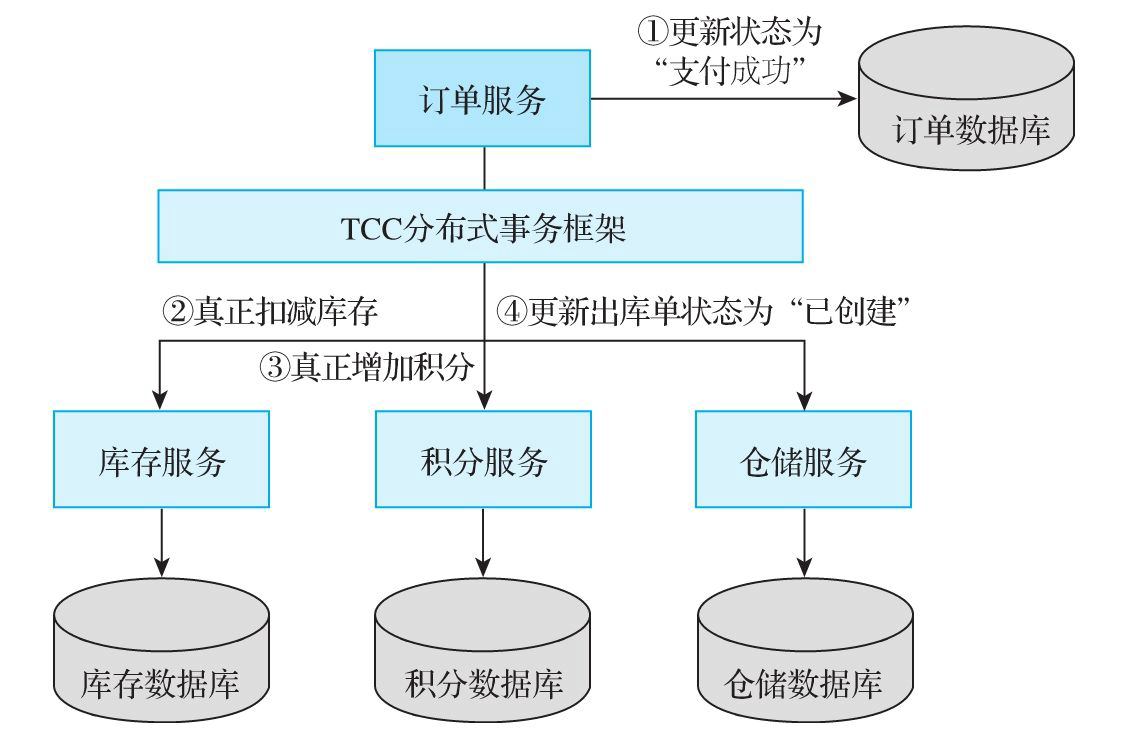 ①更新状态为
“支付成功”
订单服务
订单数据库
TCC分布式事务框架
②真正扣减库存
④更新出库单状态为“已创建”
③真正增加积分
库存服务
积分服务
仓储服务
库存数据库
积分数据库
仓储数据库